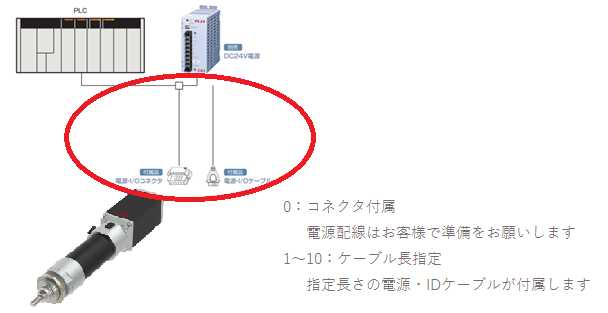 PLC
別売
DC24V電源
付属品
電源・I/Oコネクタ
付属品
電源・I/Oケーブル
0：コネクタ付属
電源配線はお客様で準備をお願いします
1～10：ケーブル長指定
指定長さの電源・IDケーブルが付属します